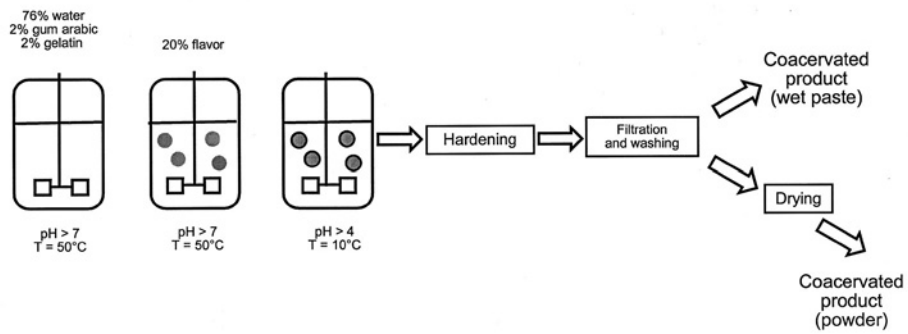 76% water
2% gum arabic
2% gelatin
20% flavor
pH > 7
T = 50°C
pH > 7
T = 50°C
pH > 4
T = 10°C
Hardening
Filtration
and washing
Coacervated
product
(wet paste)
Drying
Coacervated
product
(powder)